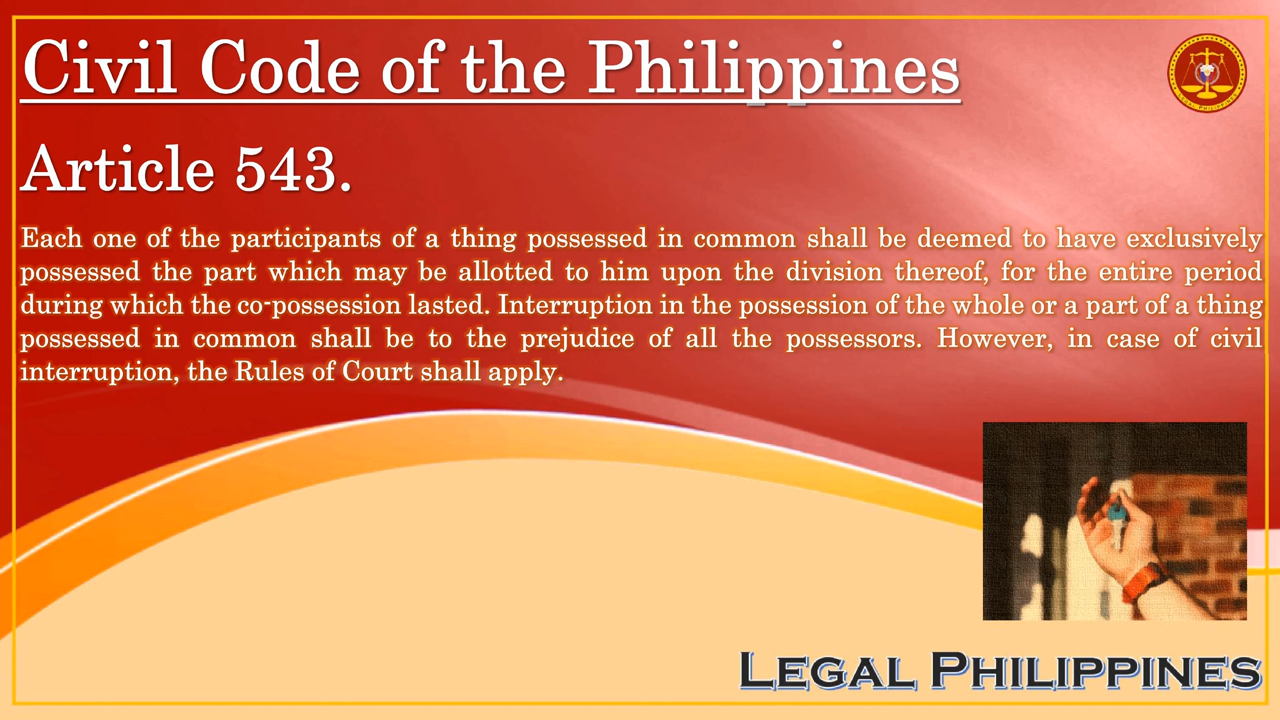 Civil Code of the Philippines
Article 543.
Each one of the participants of a thing possessed in common shall be deemed to have exclusively
possessed the part which may be allotted to him upon the division thereof, for the entire period
during which the co-possession lasted. Interruption in the possession of the whole or a part of a thing
possessed in common shall be to the prejudice of all the possessors. However, in case of civil
interruption, the Rules of Court shall apply.
LEGAL PHILIPPINES
LEGAL PHILIPPINES